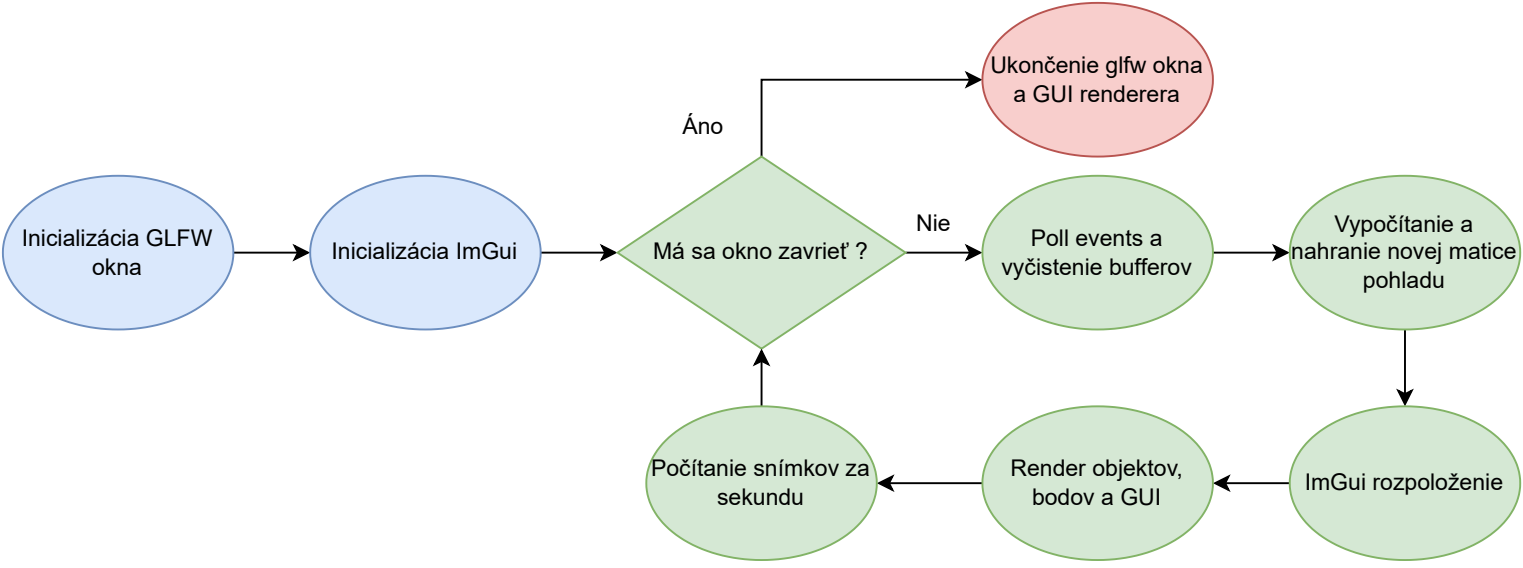 Ukončenie glfw okna
a GUI renderera
Áno
Inicializácia GLFW
okna
Inicializácia ImGui
Má sa okno zavrieť ?
Nie
Poll events a
vyčistenie bufferov
Vypočítanie a
nahranie novej matice
pohladu
Počítanie snímkov za
sekundu
Render objektov,
bodov a GUI
ImGui rozpoloženie